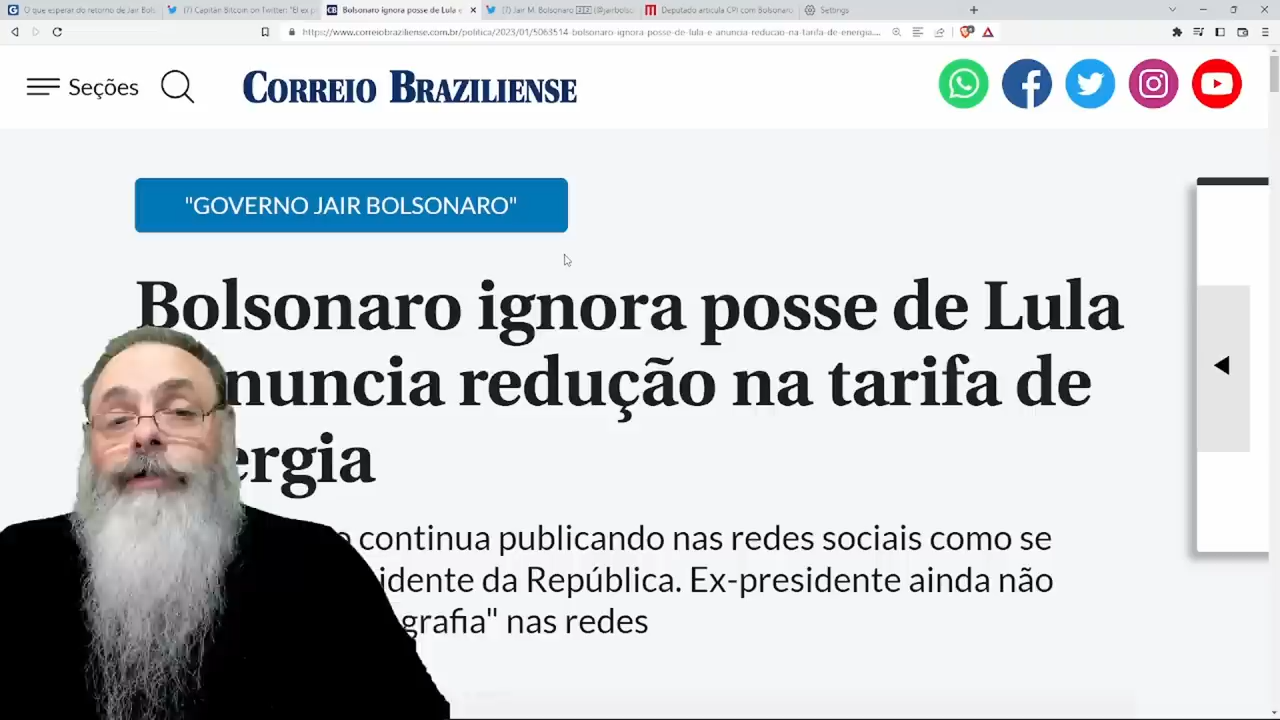 O que esperar do retorno de Jair Bols
(7) Capitán Bitcoin on Twitter: "El ex p
Bolsonaro ignora posse de Lula e
(7) Jair M. Bolsonaro (@jairbolso
Deputado articula CPI com Bolsonaro
Settings
https://www.correiobraziliense.com.br/politica/2023/01/5063514-bolsonaro-ignora-posse-de-lula-e-anuncia-reducao-na-tarifa-de-energia....
Seções
CORREIO BRAZILIENSE
"GOVERNO JAIR BOLSONARO"
Bolsonaro ignora posse de Lula
nuncia redução na tarifa de
ergia
o continua publicando nas redes sociais como se
idente da República. Ex-presidente ainda não
grafia" nas redes